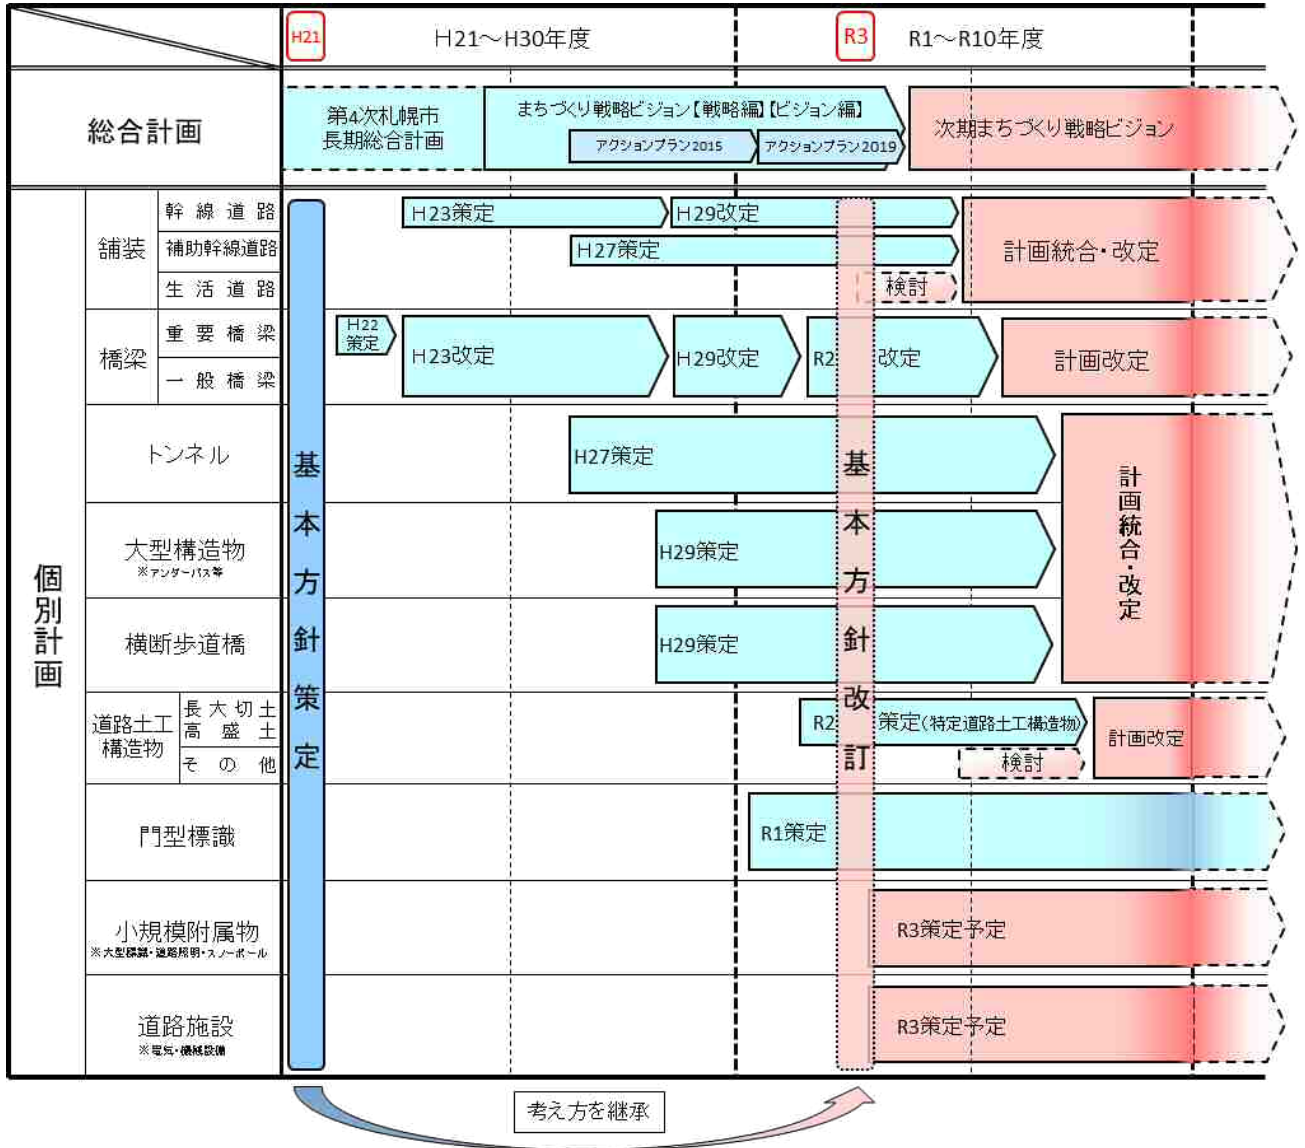 H21
H21～H30年度
R3
R1～R10年度
総合計画
第4次札幌市
長期総合計画
まちづくり戦略ビジョン【戦略編】【ビジョン編】
アクションプラン2015
アクションプラン2019
次期まちづくり戦略ビジョン
個別計画
舗装
幹線道路
H23策定
H29改定
補助幹線道路
H27策定
生活道路
検討
計画統合・改定
橋梁
重要橋梁
一般橋梁
H22
策定
H23改定
H29改定
R2 改定
計画改定
トンネル
H27策定
大型構造物
※アンダーパス等
H29策定
横断歩道橋
H29策定
計画統合・改定
道路土工
構造物
長大切土
高盛土
その他
R2 策定(特定道路土工構造物)
検討
計画改定
門型標識
R1策定
小規模附属物
※大型標識・道路照明・スノーポール
R3策定予定
道路施設
※電気・機械設備
R3策定予定
基本方針策定
基本方針改訂
考え方を継承